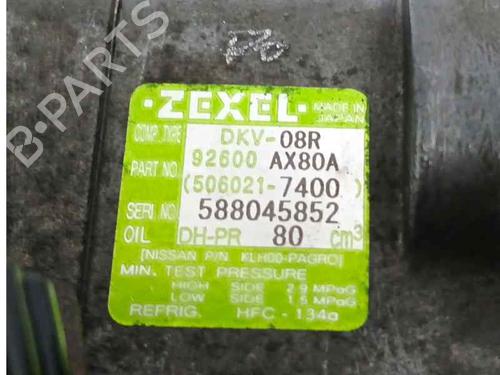 B-PARTS
·ZEXEL·
MADE IN
JAPAN
COMP. TYPE DKV-08R
PART NO 92600 AX80A
(506021-7400)
SERI NO 588045852
OIL DH-PR 80 cm³
[NISSAN P/N KLH00-PAGRO]
MIN. TEST PRESSURE
HIGH SIDE 2.9 MPaG
LOW SIDE 1.5 MPaG
REFRIG. HFC-134a